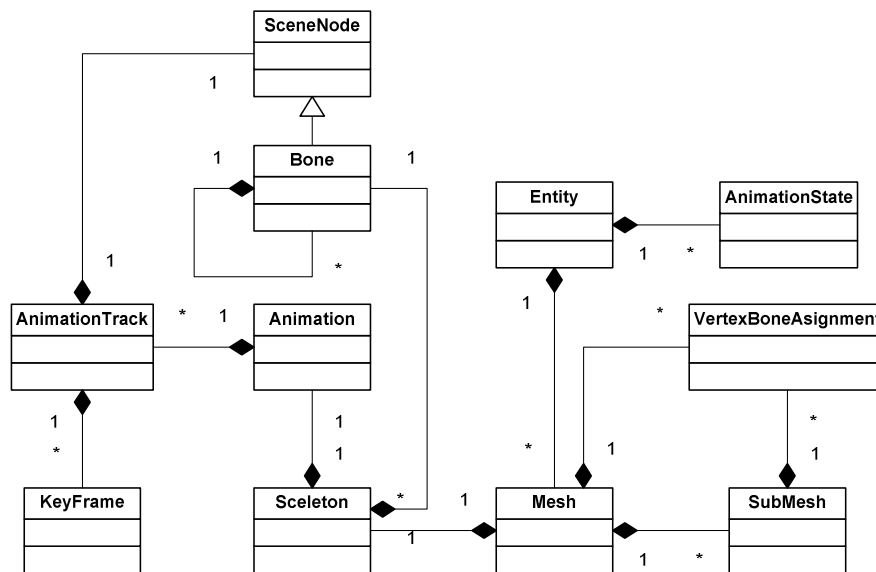 SceneNode
1
1
Bone
1
*
Entity
AnimationState
1
*
1
1
*
AnimationTrack
1
Animation
*
VertexBoneAsignment
1
*
1
1
*
*
1
1
*
1
KeyFrame
Sceleton
*
1
Mesh
SubMesh
1
1
*